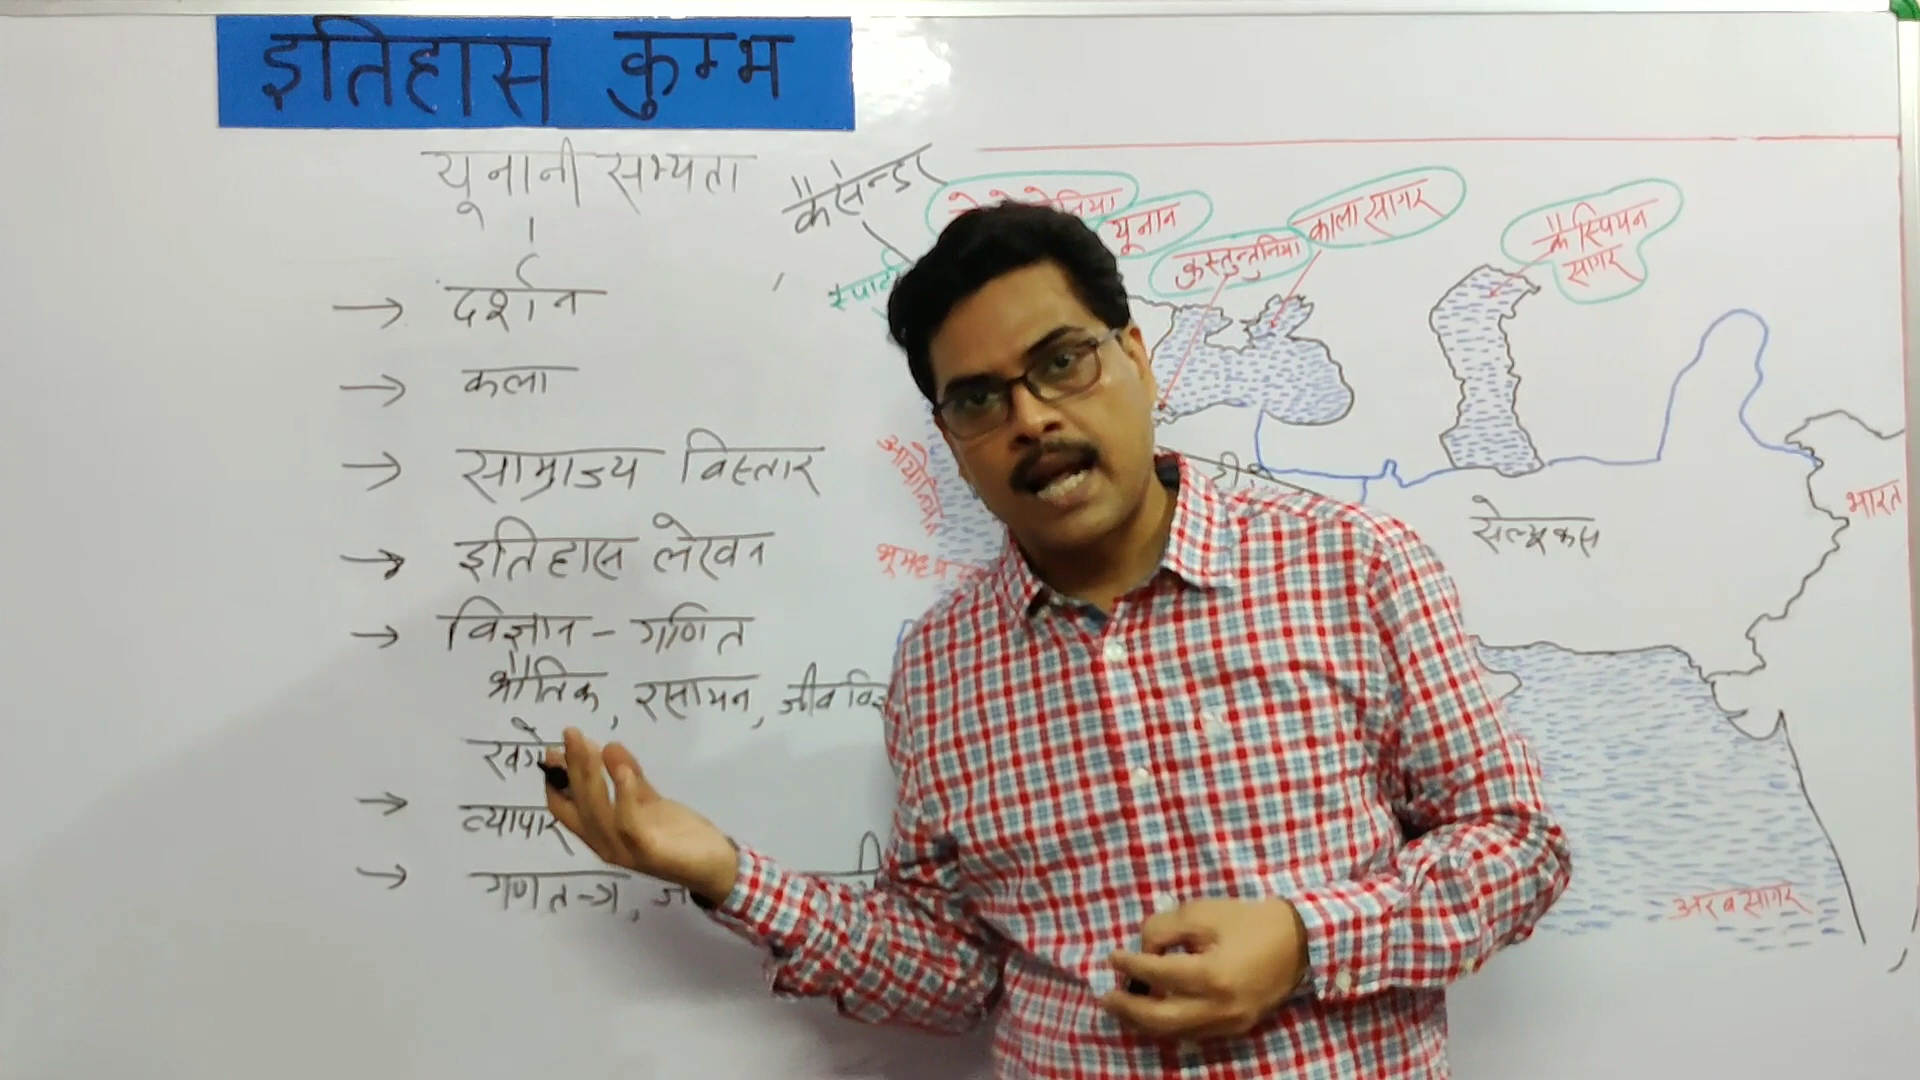 इतिहास कुम्भ
यूनानी सभ्यता
→ दर्शन
→ कला
→ साम्राज्य विस्तार
→ इतिहास लेखन
→ विज्ञान - गणित
भौतिक, रसायन,
→ व्यापार
→ गणतन्त्र,
कैसेन्डर
यूनान
कुस्तुन्तुनिया
काला सागर
कैस्पियन
सागर
सेल्यूकस
भारत
अरब सागर